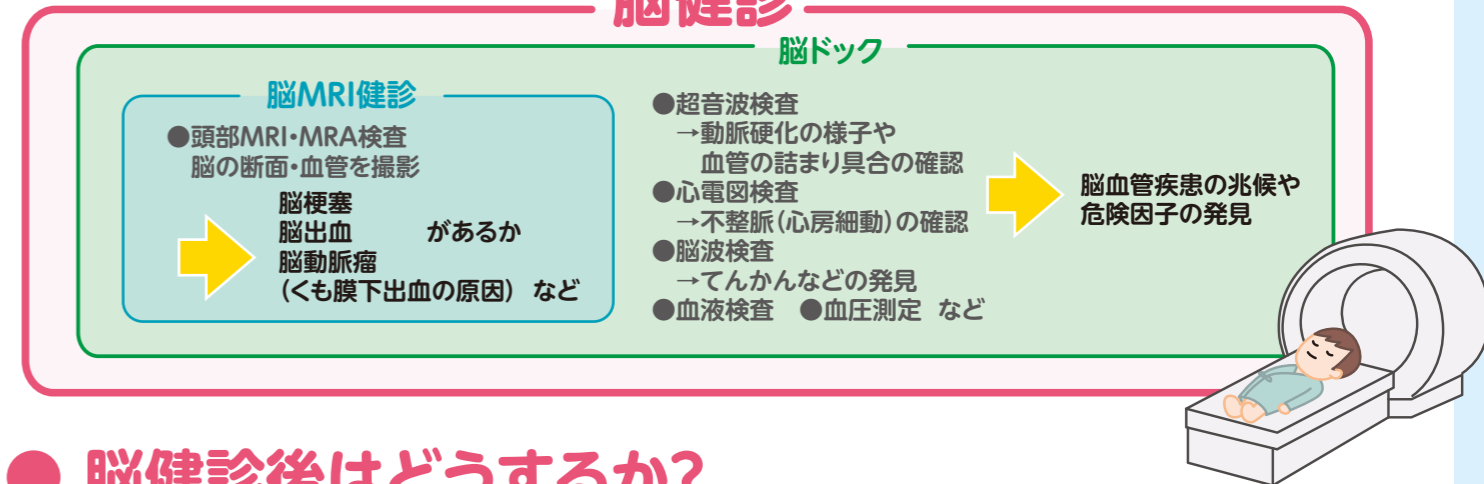 脳健診
脳ドック
脳MRI健診
●頭部MRI・MRA検査
脳の断面・血管を撮影
脳梗塞
脳出血 があるか
脳動脈瘤
(くも膜下出血の原因) など
●超音波検査
→動脈硬化の様子や
血管の詰まり具合の確認
●心電図検査
→不整脈(心房細動)の確認
●脳波検査
→てんかんなどの発見
●血液検査 ●血圧測定 など
脳血管疾患の兆候や
危険因子の発見
● 脳健診後はどうするか?